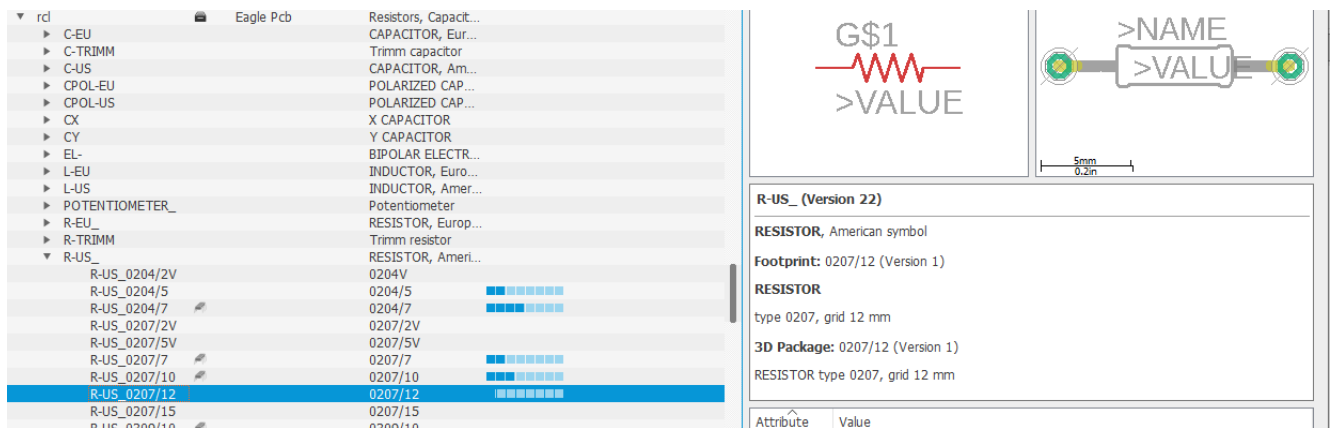 rcl Eagle Pcb Resistors, Capacit...
C-EU CAPACITOR, Eur...
C-TRIMM Trimm capacitor
C-US CAPACITOR, Am...
CPOL-EU POLARIZED CAP...
CPOL-US POLARIZED CAP...
CX X CAPACITOR
CY Y CAPACITOR
EL- BIPOLAR ELECTR...
L-EU INDUCTOR, Euro...
L-US INDUCTOR, Amer...
POTENTIOMETER_ Potentiometer
R-EU_ RESISTOR, Europ...
R-TRIMM Trimm resistor
R-US_ RESISTOR, Ameri...
R-US_0204/2V 0204V
R-US_0204/5 0204/5
R-US_0204/7 0204/7
R-US_0207/2V 0207/2V
R-US_0207/5V 0207/5V
R-US_0207/7 0207/7
R-US_0207/10 0207/10
R-US_0207/12 0207/12
R-US_0207/15 0207/15
G$1
>VALUE
>NAME
>VALUE
5mm
0.2in
R-US_ (Version 22)
RESISTOR, American symbol
Footprint: 0207/12 (Version 1)
RESISTOR
type 0207, grid 12 mm
3D Package: 0207/12 (Version 1)
RESISTOR type 0207, grid 12 mm
Attribute Value